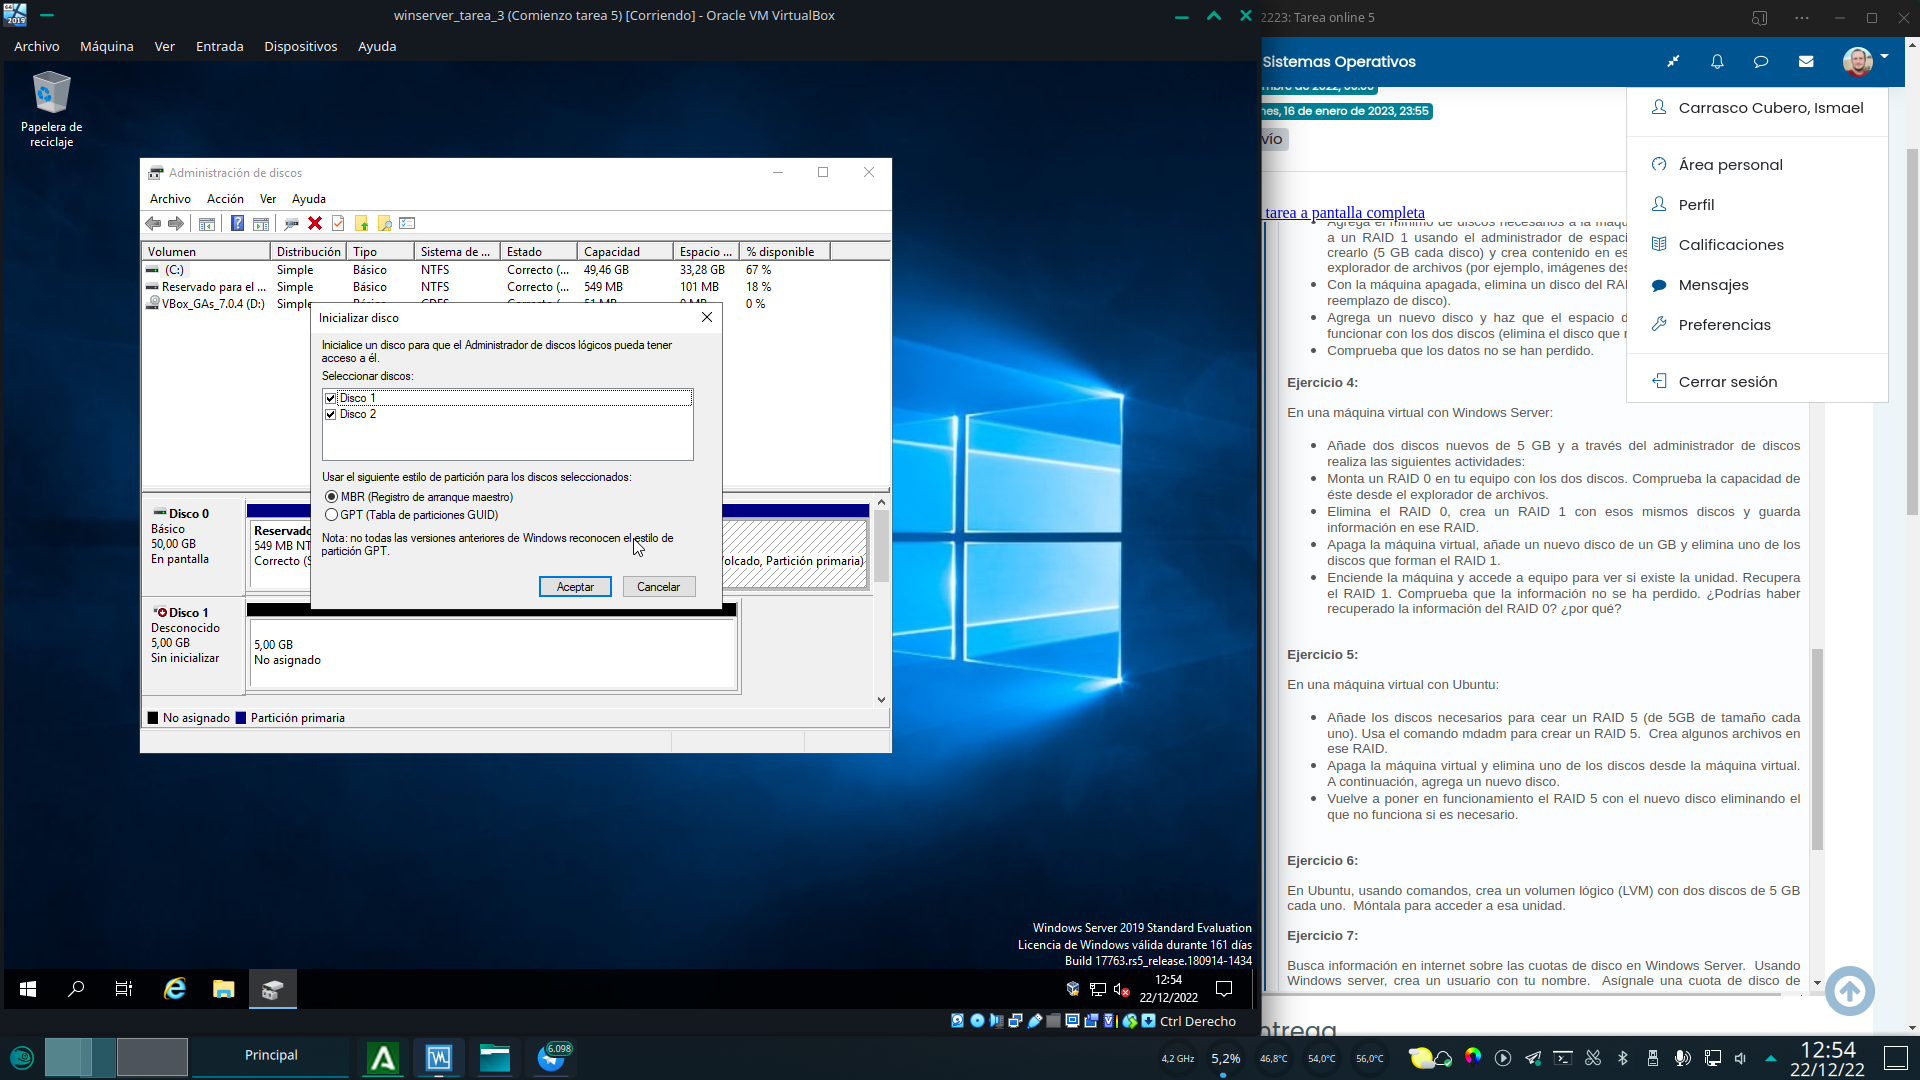 winserver_tarea_3 (Comienzo tarea 5) [Corriendo] - Oracle VM VirtualBox
Archivo Máquina Ver Entrada Dispositivos Ayuda
Papelera de
reciclaje
Administración de discos
Archivo Acción Ver Ayuda
Volumen Distribución Tipo Sistema de ... Estado Capacidad Espacio ... % disponible
(C:) Simple Básico NTFS Correcto (... 49,46 GB 33,28 GB 67 %
Reservado para el ... Simple Básico NTFS Correcto (... 549 MB 101 MB 18 %
VBox_GAs_7.0.4 (D:) 0 %
Inicializar disco
Inicialice un disco para que el Administrador de discos lógicos pueda tener
acceso a él.
Seleccionar discos:
Disco 1
Disco 2
Usar el siguiente estilo de partición para los discos seleccionados:
MBR (Registro de arranque maestro)
GPT (Tabla de particiones GUID)
Nota: no todas las versiones anteriores de Windows reconocen el estilo de
partición GPT.
Aceptar Cancelar
Disco 0
Básico
50,00 GB
En pantalla
Reservado
549 MB NT
Correcto (S
olcado, Partición primaria)
Disco 1
Desconocido
5,00 GB
Sin inicializar
5,00 GB
No asignado
No asignado Partición primaria
Windows Server 2019 Standard Evaluation
Licencia de Windows válida durante 161 días
Build 17763.rs5_release.180914-1434
12:54
22/12/2022
Ctrl Derecho
2223: Tarea online 5
Sistemas Operativos
nes, 16 de enero de 2023, 23:55
vío
Carrasco Cubero, Ismael
Área personal
Perfil
Calificaciones
Mensajes
Preferencias
Cerrar sesión
tarea a pantalla completa
Agrega el mínimo de discos necesarios a la máqu
a un RAID 1 usando el administrador de espaci
crearlo (5 GB cada disco) y crea contenido en es
explorador de archivos (por ejemplo, imágenes des
Con la máquina apagada, elimina un disco del RAI
reemplazo de disco).
Agrega un nuevo disco y haz que el espacio d
funcionar con los dos discos (elimina el disco que n
Comprueba que los datos no se han perdido.
Ejercicio 4:
En una máquina virtual con Windows Server:
Añade dos discos nuevos de 5 GB y a través del administrador de discos
realiza las siguientes actividades:
Monta un RAID 0 en tu equipo con los dos discos. Comprueba la capacidad de
éste desde el explorador de archivos.
Elimina el RAID 0, crea un RAID 1 con esos mismos discos y guarda
información en ese RAID.
Apaga la máquina virtual, añade un nuevo disco de un GB y elimina uno de los
discos que forman el RAID 1.
Enciende la máquina y accede a equipo para ver si existe la unidad. Recupera
el RAID 1. Comprueba que la información no se ha perdido. ¿Podrías haber
recuperado la información del RAID 0? ¿por qué?
Ejercicio 5:
En una máquina virtual con Ubuntu:
Añade los discos necesarios para cear un RAID 5 (de 5GB de tamaño cada
uno). Usa el comando mdadm para crear un RAID 5. Crea algunos archivos en
ese RAID.
Apaga la máquina virtual y elimina uno de los discos desde la máquina virtual.
A continuación, agrega un nuevo disco.
Vuelve a poner en funcionamiento el RAID 5 con el nuevo disco eliminando el
que no funciona si es necesario.
Ejercicio 6:
En Ubuntu, usando comandos, crea un volumen lógico (LVM) con dos discos de 5 GB
cada uno. Móntala para acceder a esa unidad.
Ejercicio 7:
Busca información en internet sobre las cuotas de disco en Windows Server. Usando
Windows server, crea un usuario con tu nombre. Asígnale una cuota de disco de
Principal
6.098
4,2 GHz 5,2% 46,8°C 54,0°C 56,0°C
12:54
22/12/22